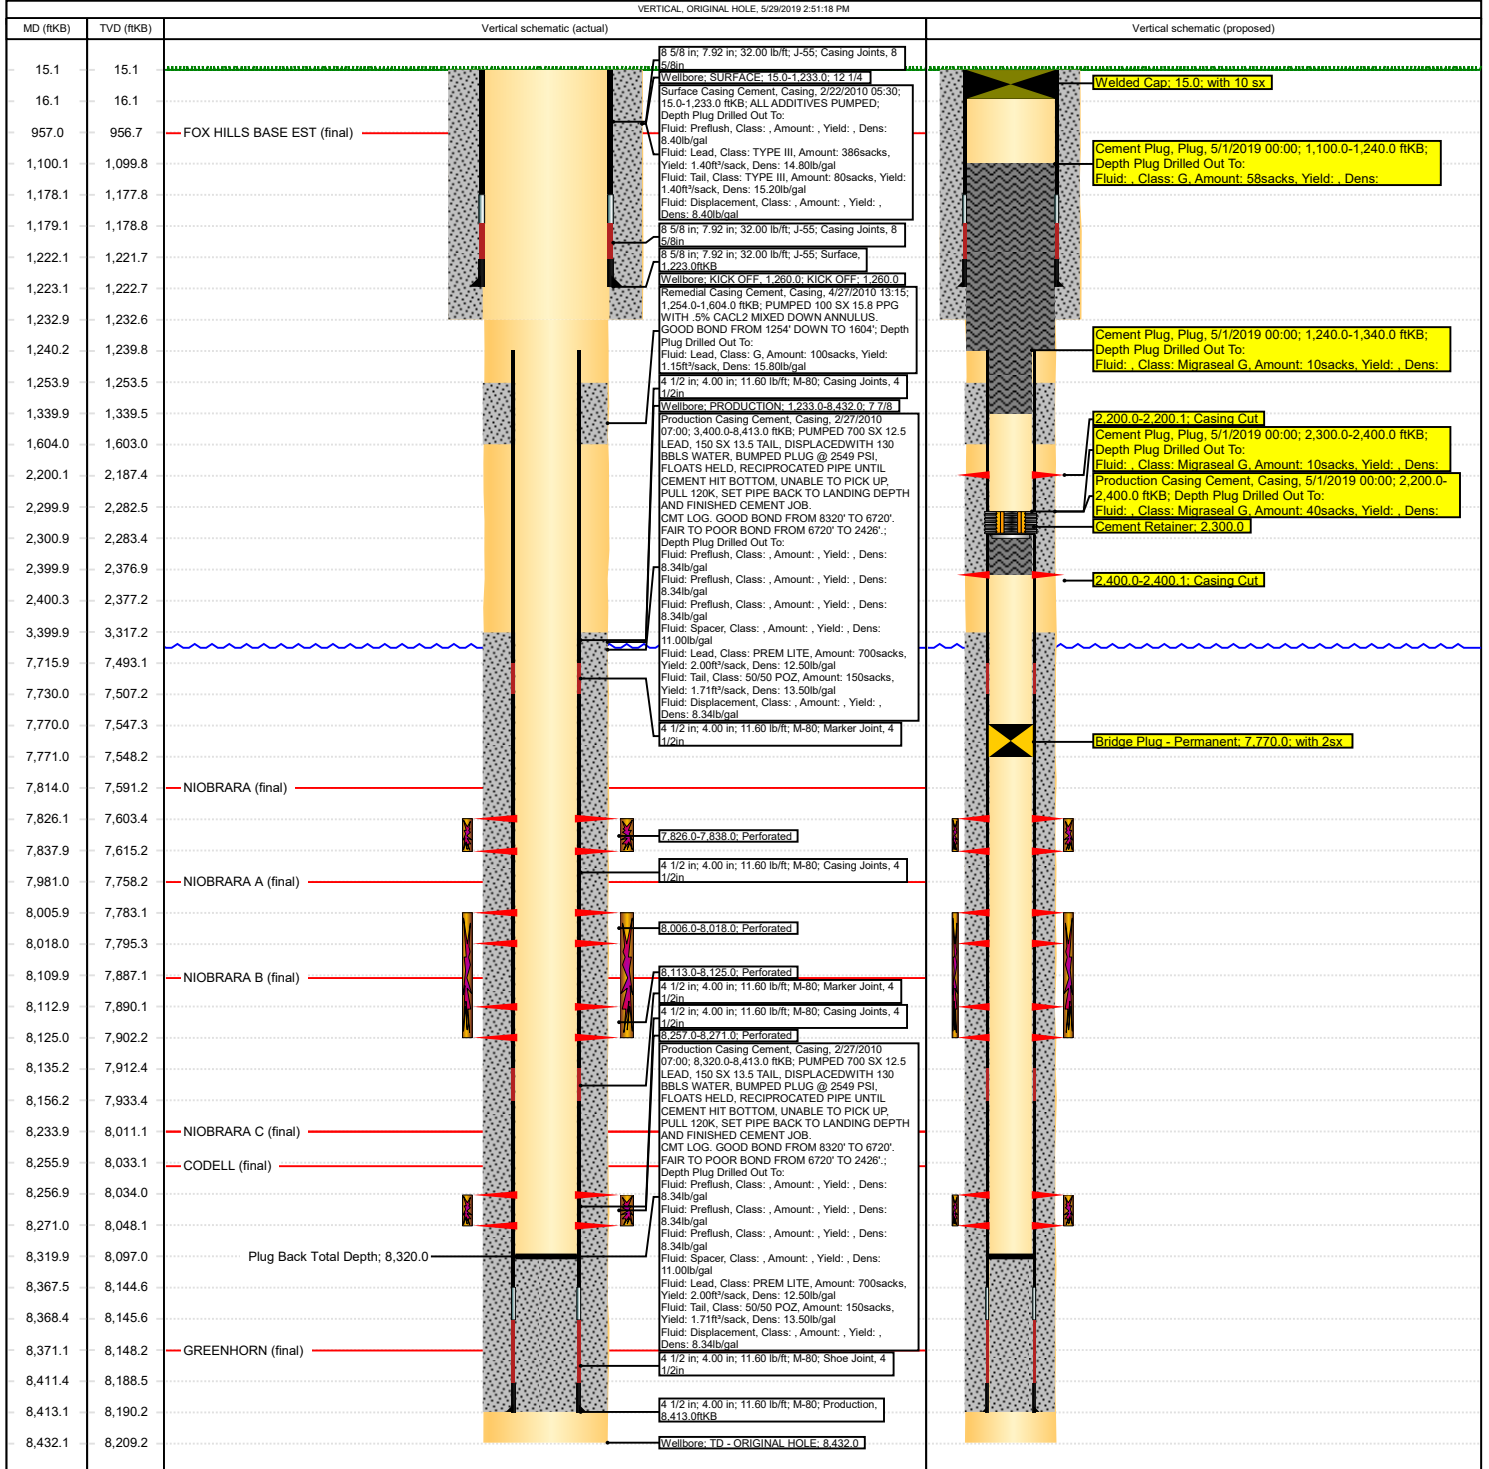 VERTICAL, ORIGINAL HOLE, 5/29/2019 2:51:18 PM
MD (ftKB) TVD (ftKB) Vertical schematic (actual) Vertical schematic (proposed)
15.1 15.1
16.1 16.1
957.0 956.7
1,100.1 1,099.8
1,178.1 1,177.8
1,179.1 1,178.8
1,222.1 1,221.7
1,223.1 1,222.7
1,232.9 1,232.6
1,240.2 1,239.8
1,253.9 1,253.5
1,339.9 1,339.5
1,604.0 1,603.0
2,200.1 2,187.4
2,299.9 2,282.5
2,300.9 2,283.4
2,399.9 2,376.9
2,400.3 2,377.2
3,399.9 3,317.2
7,715.9 7,493.1
7,730.0 7,507.2
7,770.0 7,547.3
7,771.0 7,548.2
7,814.0 7,591.2
7,826.1 7,603.4
7,837.9 7,615.2
7,981.0 7,758.2
8,005.9 7,783.1
8,018.0 7,795.3
8,109.9 7,887.1
8,112.9 7,890.1
8,125.0 7,902.2
8,135.2 7,912.4
8,156.2 7,933.4
8,233.9 8,011.1
8,255.9 8,033.1
8,256.9 8,034.0
8,271.0 8,048.1
8,319.9 8,097.0
8,367.5 8,144.6
8,368.4 8,145.6
8,371.1 8,148.2
8,411.4 8,188.5
8,413.1 8,190.2
8,432.1 8,209.2
FOX HILLS BASE EST (final)
NIOBRARA (final)
NIOBRARA A (final)
NIOBRARA B (final)
NIOBRARA C (final)
CODELL (final)
Plug Back Total Depth; 8,320.0
GREENHORN (final)
8 5/8 in; 7.92 in; 32.00 lb/ft; J-55; Casing Joints, 8
5/8in
Wellbore; SURFACE; 15.0-1,233.0; 12 1/4
Surface Casing Cement, Casing, 2/22/2010 05:30;
15.0-1,233.0 ftKB; ALL ADDITIVES PUMPED;
Depth Plug Drilled Out To:
Fluid: Preflush, Class: , Amount: , Yield: , Dens:
8.40lb/gal
Fluid: Lead, Class: TYPE III, Amount: 386sacks,
Yield: 1.40ft³/sack, Dens: 14.80lb/gal
Fluid: Tail, Class: TYPE III, Amount: 80sacks, Yield:
1.40ft³/sack, Dens: 15.20lb/gal
Fluid: Displacement, Class: , Amount: , Yield: ,
Dens: 8.40lb/gal
8 5/8 in; 7.92 in; 32.00 lb/ft; J-55; Casing Joints, 8
5/8in
8 5/8 in; 7.92 in; 32.00 lb/ft; J-55; Surface,
1,223.0ftKB
Wellbore; KICK OFF, 1,260.0; KICK OFF; 1,260.0
Remedial Casing Cement, Casing, 4/27/2010 13:15;
1,254.0-1,604.0 ftKB; PUMPED 100 SX 15.8 PPG
WITH .5% CACL2 MIXED DOWN ANNULUS.
GOOD BOND FROM 1254' DOWN TO 1604'; Depth
Plug Drilled Out To:
Fluid: Lead, Class: G, Amount: 100sacks, Yield:
1.15ft³/sack, Dens: 15.80lb/gal
4 1/2 in; 4.00 in; 11.60 lb/ft; M-80; Casing Joints, 4
1/2in
Wellbore; PRODUCTION; 1,233.0-8,432.0; 7 7/8
Production Casing Cement, Casing, 2/27/2010
07:00; 3,400.0-8,413.0 ftKB; PUMPED 700 SX 12.5
LEAD, 150 SX 13.5 TAIL, DISPLACEDWITH 130
BBLS WATER, BUMPED PLUG @ 2549 PSI,
FLOATS HELD, RECIPROCATED PIPE UNTIL
CEMENT HIT BOTTOM, UNABLE TO PICK UP,
PULL 120K, SET PIPE BACK TO LANDING DEPTH
AND FINISHED CEMENT JOB.
CMT LOG. GOOD BOND FROM 8320' TO 6720'.
FAIR TO POOR BOND FROM 6720' TO 2426'.;
Depth Plug Drilled Out To:
Fluid: Preflush, Class: , Amount: , Yield: , Dens:
8.34lb/gal
Fluid: Preflush, Class: , Amount: , Yield: , Dens:
8.34lb/gal
Fluid: Preflush, Class: , Amount: , Yield: , Dens:
8.34lb/gal
Fluid: Spacer, Class: , Amount: , Yield: , Dens:
11.00lb/gal
Fluid: Lead, Class: PREM LITE, Amount: 700sacks,
Yield: 2.00ft³/sack, Dens: 12.50lb/gal
Fluid: Tail, Class: 50/50 POZ, Amount: 150sacks,
Yield: 1.71ft³/sack, Dens: 13.50lb/gal
Fluid: Displacement, Class: , Amount: , Yield: ,
Dens: 8.34lb/gal
4 1/2 in; 4.00 in; 11.60 lb/ft; M-80; Marker Joint, 4
1/2in
7,826.0-7,838.0; Perforated
4 1/2 in; 4.00 in; 11.60 lb/ft; M-80; Casing Joints, 4
1/2in
8,006.0-8,018.0; Perforated
8,113.0-8,125.0; Perforated
4 1/2 in; 4.00 in; 11.60 lb/ft; M-80; Marker Joint, 4
1/2in
4 1/2 in; 4.00 in; 11.60 lb/ft; M-80; Casing Joints, 4
1/2in
8,257.0-8,271.0; Perforated
Production Casing Cement, Casing, 2/27/2010
07:00; 8,320.0-8,413.0 ftKB; PUMPED 700 SX 12.5
LEAD, 150 SX 13.5 TAIL, DISPLACEDWITH 130
BBLS WATER, BUMPED PLUG @ 2549 PSI,
FLOATS HELD, RECIPROCATED PIPE UNTIL
CEMENT HIT BOTTOM, UNABLE TO PICK UP,
PULL 120K, SET PIPE BACK TO LANDING DEPTH
AND FINISHED CEMENT JOB.
CMT LOG. GOOD BOND FROM 8320' TO 6720'.
FAIR TO POOR BOND FROM 6720' TO 2426'.;
Depth Plug Drilled Out To:
Fluid: Preflush, Class: , Amount: , Yield: , Dens:
8.34lb/gal
Fluid: Preflush, Class: , Amount: , Yield: , Dens:
8.34lb/gal
Fluid: Preflush, Class: , Amount: , Yield: , Dens:
8.34lb/gal
Fluid: Spacer, Class: , Amount: , Yield: , Dens:
11.00lb/gal
Fluid: Lead, Class: PREM LITE, Amount: 700sacks,
Yield: 2.00ft³/sack, Dens: 12.50lb/gal
Fluid: Tail, Class: 50/50 POZ, Amount: 150sacks,
Yield: 1.71ft³/sack, Dens: 13.50lb/gal
Fluid: Displacement, Class: , Amount: , Yield: ,
Dens: 8.34lb/gal
4 1/2 in; 4.00 in; 11.60 lb/ft; M-80; Shoe Joint, 4
1/2in
4 1/2 in; 4.00 in; 11.60 lb/ft; M-80; Production,
8,413.0ftKB
Wellbore; TD - ORIGINAL HOLE; 8,432.0
Welded Cap; 15.0; with 10 sx
Cement Plug, Plug, 5/1/2019 00:00; 1,100.0-1,240.0 ftKB;
Depth Plug Drilled Out To:
Fluid: , Class: G, Amount: 58sacks, Yield: , Dens:
Cement Plug, Plug, 5/1/2019 00:00; 1,240.0-1,340.0 ftKB;
Depth Plug Drilled Out To:
Fluid: , Class: Migraseal G, Amount: 10sacks, Yield: , Dens:
2,200.0-2,200.1; Casing Cut
Cement Plug, Plug, 5/1/2019 00:00; 2,300.0-2,400.0 ftKB;
Depth Plug Drilled Out To:
Fluid: , Class: Migraseal G, Amount: 10sacks, Yield: , Dens:
Production Casing Cement, Casing, 5/1/2019 00:00; 2,200.0-
2,400.0 ftKB; Depth Plug Drilled Out To:
Fluid: , Class: Migraseal G, Amount: 40sacks, Yield: , Dens:
Cement Retainer; 2,300.0
2,400.0-2,400.1; Casing Cut
Bridge Plug - Permanent; 7,770.0; with 2sx